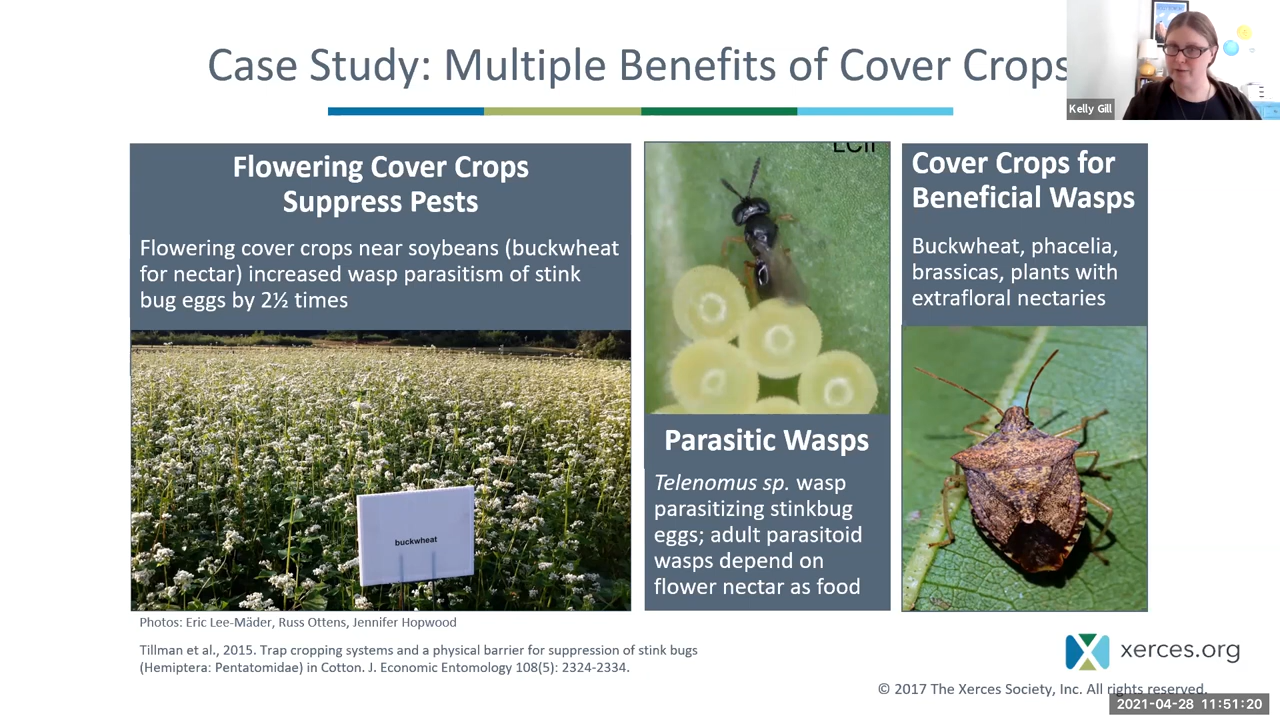 Case Study: Multiple Benefits of Cover Crops
Kelly Gill
Flowering Cover Crops
Suppress Pests
Flowering cover crops near soybeans (buckwheat
for nectar) increased wasp parasitism of stink
bug eggs by 2½ times
buckwheat
Parasitic Wasps
Telenomus sp. wasp
parasitizing stinkbug
eggs; adult parasitoid
wasps depend on
flower nectar as food
Cover Crops for
Beneficial Wasps
Buckwheat, phacelia,
brassicas, plants with
extrafloral nectaries
Photos: Eric Lee-Mäder, Russ Ottens, Jennifer Hopwood
Tillman et al., 2015. Trap cropping systems and a physical barrier for suppression of stink bugs
(Hemiptera: Pentatomidae) in Cotton. J. Economic Entomology 108(5): 2324-2334.
xerces.org
© 2017 The Xerces Society, Inc. All rights reserved.
2021-04-28 11:51:20